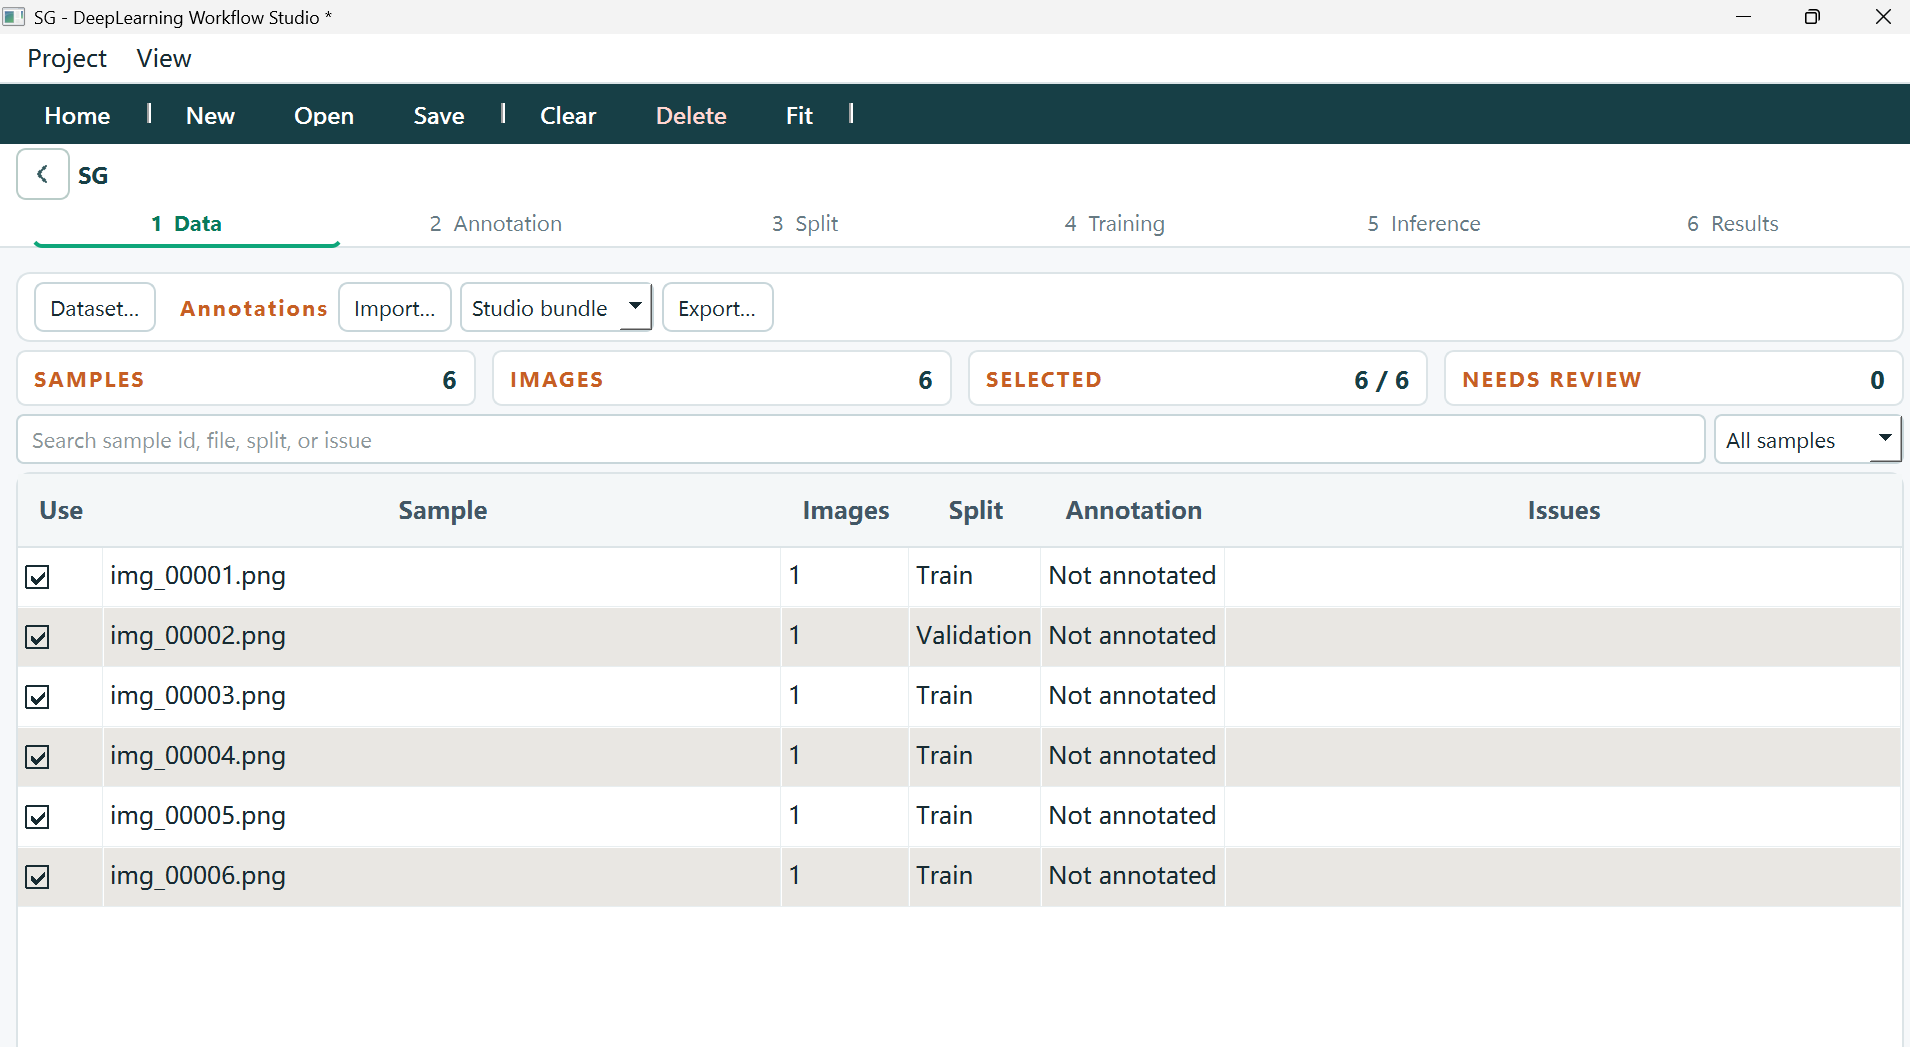 SG - DeepLearning Workflow Studio *
Project View
Home New Open Save Clear Delete Fit
SG
1 Data 2 Annotation 3 Split 4 Training 5 Inference 6 Results
Dataset... Annotations Import... Studio bundle Export...
SAMPLES 6 IMAGES 6 SELECTED 6 / 6 NEEDS REVIEW 0
Search sample id, file, split, or issue All samples
Use Sample Images Split Annotation Issues
img_00001.png 1 Train Not annotated
img_00002.png 1 Validation Not annotated
img_00003.png 1 Train Not annotated
img_00004.png 1 Train Not annotated
img_00005.png 1 Train Not annotated
img_00006.png 1 Train Not annotated